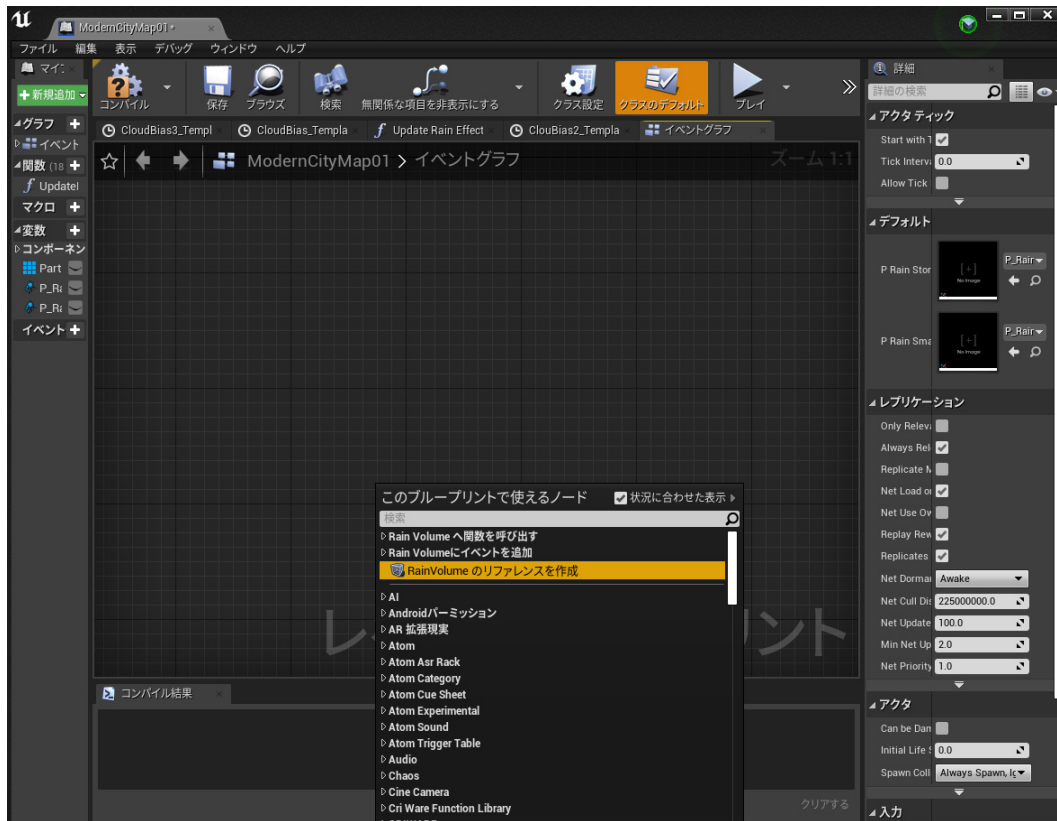 ModernCityMap01*
ファイル 編集 表示 デバッグ ウィンドウ ヘルプ
マイ
新規追加
コンパイル 保存 ブラウズ 検索 無関係な項目を非表示にする クラス設定 クラスのデフォルト プレイ
CloudBias3_Templ CloudBias_Templa Update Rain Effect ClouBias2_Templa イベントグラフ
ModernCityMap01 > イベントグラフ ズーム 1:1
グラフ
イベント
関数 (18
Updatel
マクロ
変数
コンポーネン
Part
P_Ra
P_Ra
イベント
このブループリントで使えるノード 状況に合わせた表示
検索
Rain Volume へ関数を呼び出す
Rain Volumeにイベントを追加
RainVolume のリファレンスを作成
AI
Androidパーミッション
AR 拡張現実
Atom
Atom Asr Rack
Atom Category
Atom Cue Sheet
Atom Experimental
Atom Sound
Atom Trigger Table
Audio
Chaos
Cine Camera
Cri Ware Function Library
コンパイル結果
クリアする
詳細
詳細の検索
アクタ ティック
Start with T
Tick Interv 0.0
Allow Tick
デフォルト
P Rain Stor P_Rain
[+]
No Image
P Rain Sma P_Rain
[+]
No Image
レプリケーション
Only Relev
Always Rel
Replicate M
Net Load o
Net Use Ow
Replay Rew
Replicates
Net Dorma Awake
Net Cull Dis 225000000.0
Net Update 100.0
Min Net Up 2.0
Net Priority 1.0
アクタ
Can be Dam
Initial Life S 0.0
Spawn Coll Always Spawn, Ig
入力